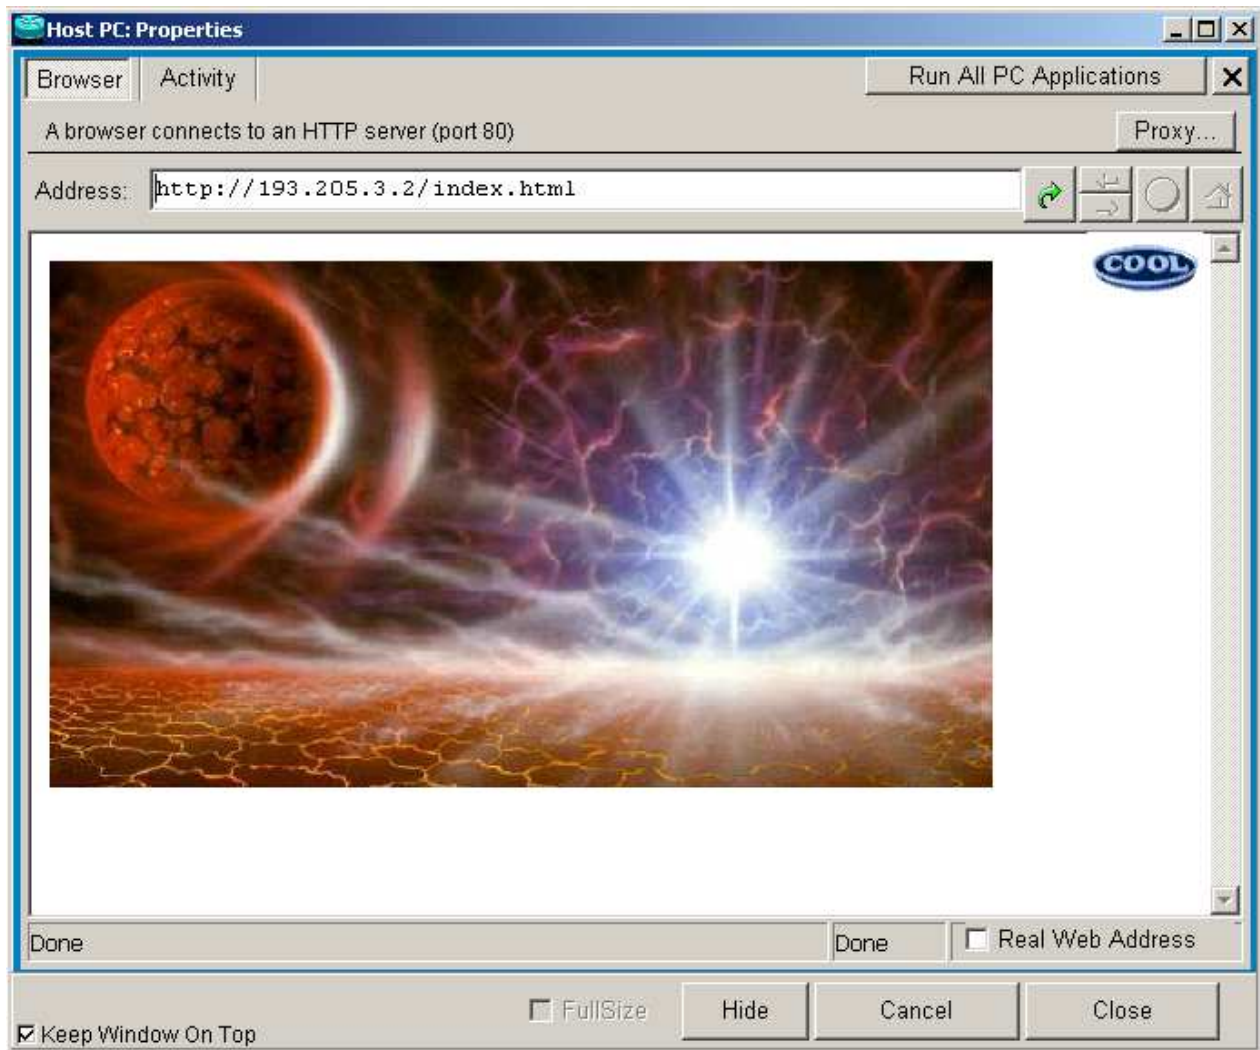 Host PC: Properties
Browser Activity Run All PC Applications
A browser connects to an HTTP server (port 80) Proxy...
Address: http://193.205.3.2/index.html
COOL
Done Done Real Web Address
FullSize Hide Cancel Close
Keep Window On Top